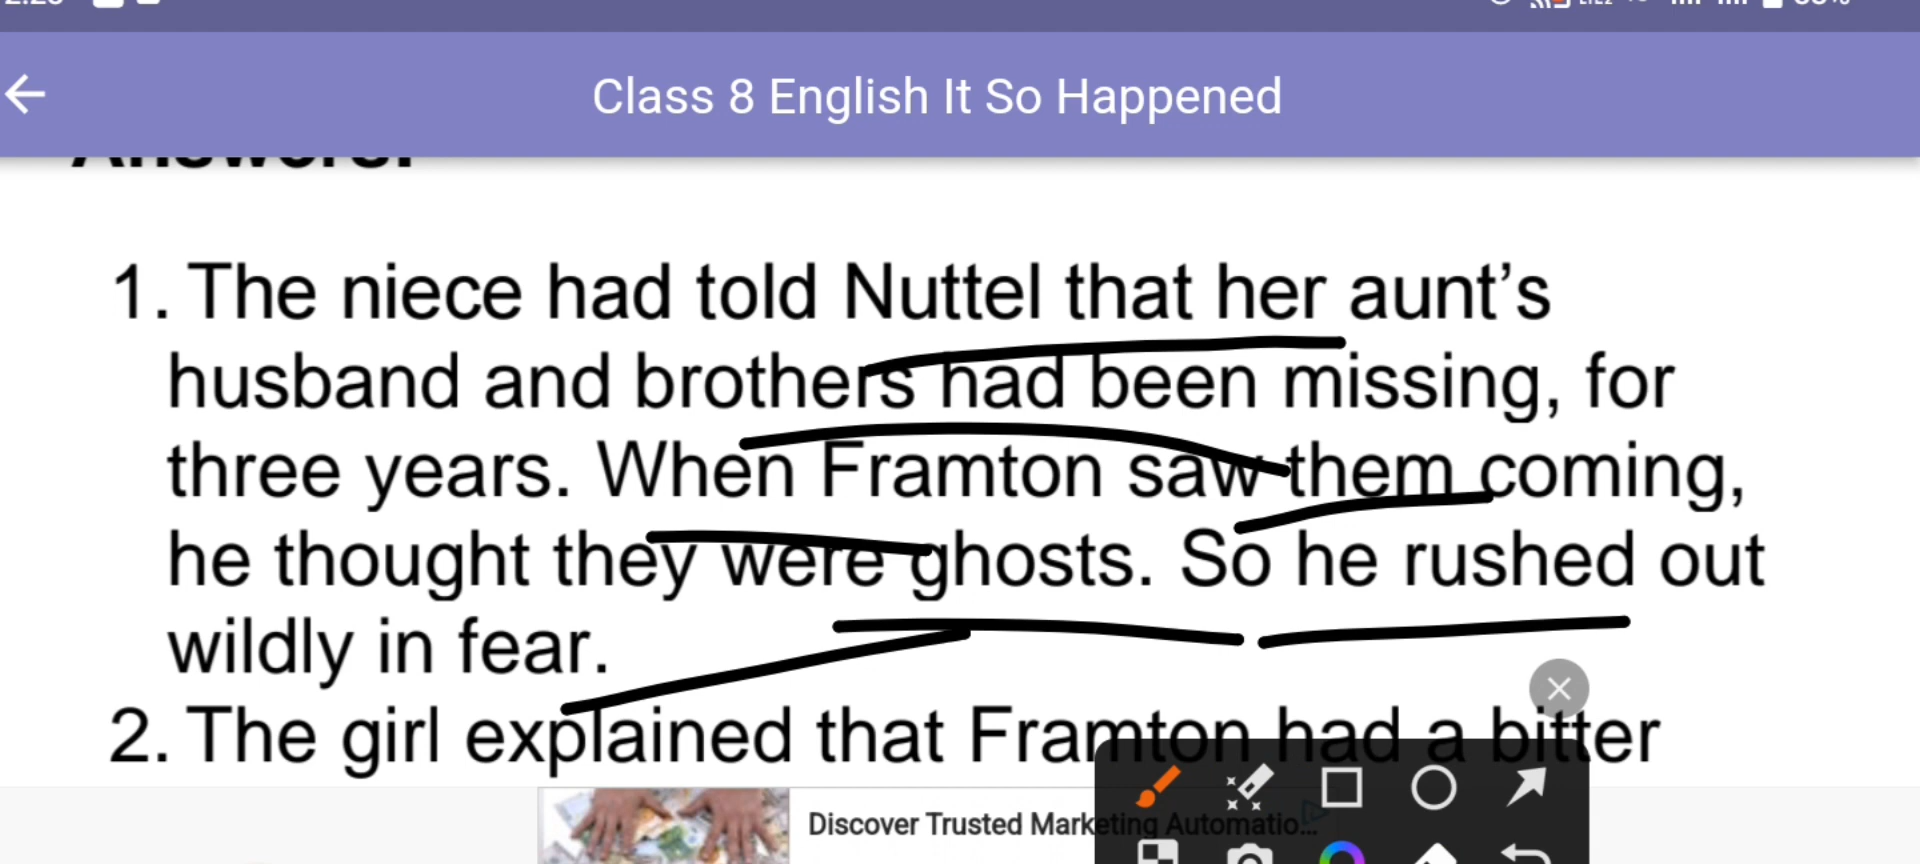 Class 8 English It So Happened
Answers:
1. The niece had told Nuttel that her aunt’s
husband and brothers had been missing, for
three years. When Framton saw them coming,
he thought they were ghosts. So he rushed out
wildly in fear.
2. The girl explained that Framton had a bitter
Discover Trusted Marketing Automatio...